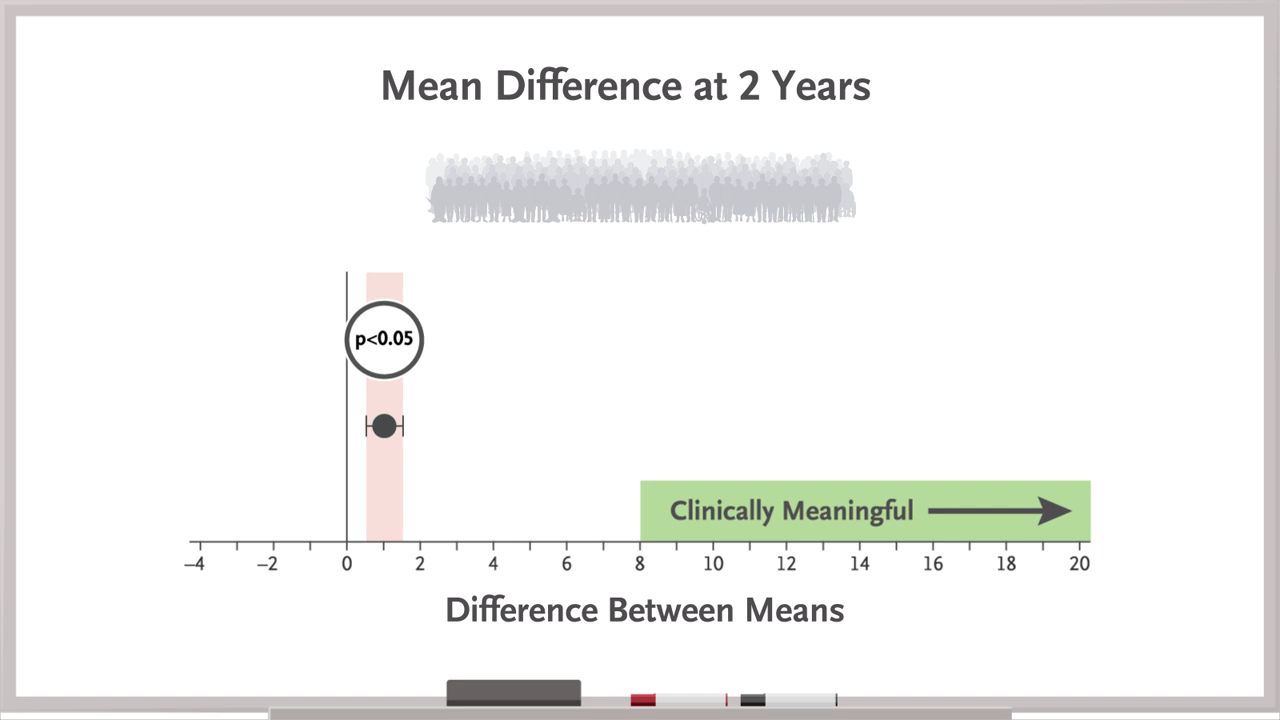 Mean Difference at 2 Years
p<0.05
Clinically Meaningful
–4 –2 0 2 4 6 8 10 12 14 16 18 20
Difference Between Means